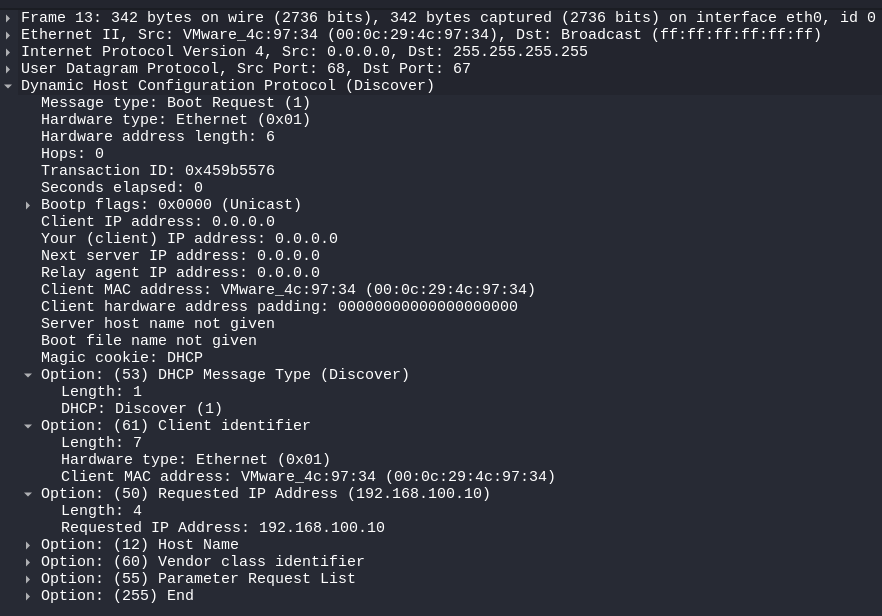 Frame 13: 342 bytes on wire (2736 bits), 342 bytes captured (2736 bits) on interface eth0, id 0
Ethernet II, Src: VMware_4c:97:34 (00:0c:29:4c:97:34), Dst: Broadcast (ff:ff:ff:ff:ff:ff)
Internet Protocol Version 4, Src: 0.0.0.0, Dst: 255.255.255.255
User Datagram Protocol, Src Port: 68, Dst Port: 67
Dynamic Host Configuration Protocol (Discover)
Message type: Boot Request (1)
Hardware type: Ethernet (0x01)
Hardware address length: 6
Hops: 0
Transaction ID: 0x459b5576
Seconds elapsed: 0
Bootp flags: 0x0000 (Unicast)
Client IP address: 0.0.0.0
Your (client) IP address: 0.0.0.0
Next server IP address: 0.0.0.0
Relay agent IP address: 0.0.0.0
Client MAC address: VMware_4c:97:34 (00:0c:29:4c:97:34)
Client hardware address padding: 00000000000000000000
Server host name not given
Boot file name not given
Magic cookie: DHCP
Option: (53) DHCP Message Type (Discover)
Length: 1
DHCP: Discover (1)
Option: (61) Client identifier
Length: 7
Hardware type: Ethernet (0x01)
Client MAC address: VMware_4c:97:34 (00:0c:29:4c:97:34)
Option: (50) Requested IP Address (192.168.100.10)
Length: 4
Requested IP Address: 192.168.100.10
Option: (12) Host Name
Option: (60) Vendor class identifier
Option: (55) Parameter Request List
Option: (255) End